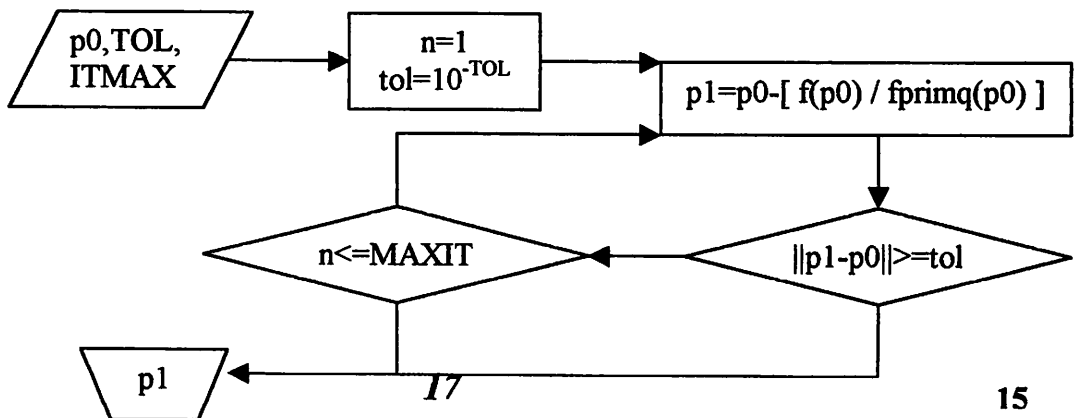 p0,TOL,
ITMAX
n=1
tol=10^-TOL
p1=p0-[ f(p0) / fprimq(p0) ]
n<=MAXIT
||p1-p0||>=tol
p1
17
15